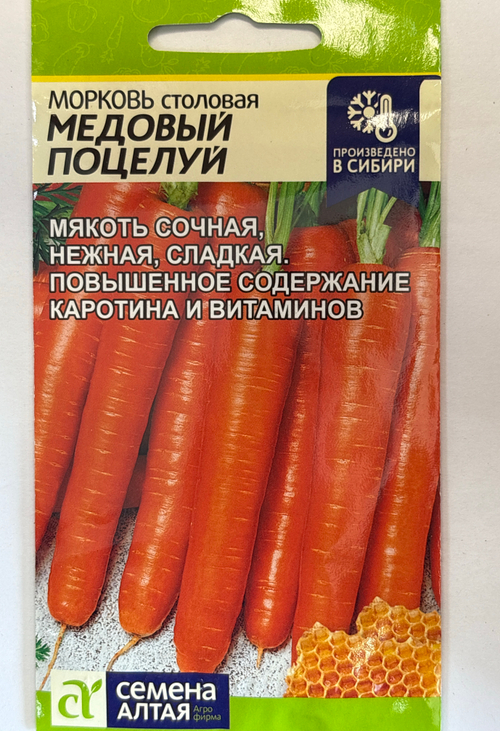 МОРКОВЬ столовая
МЕДОВЫЙ
ПОЦЕЛУЙ
ПРОИЗВЕДЕНО
В СИБИРИ
МЯКОТЬ СОЧНАЯ,
НЕЖНАЯ, СЛАДКАЯ.
ПОВЫШЕННОЕ СОДЕРЖАНИЕ
КАРОТИНА И ВИТАМИНОВ
семена
АЛТАЯ
Агро
фирма